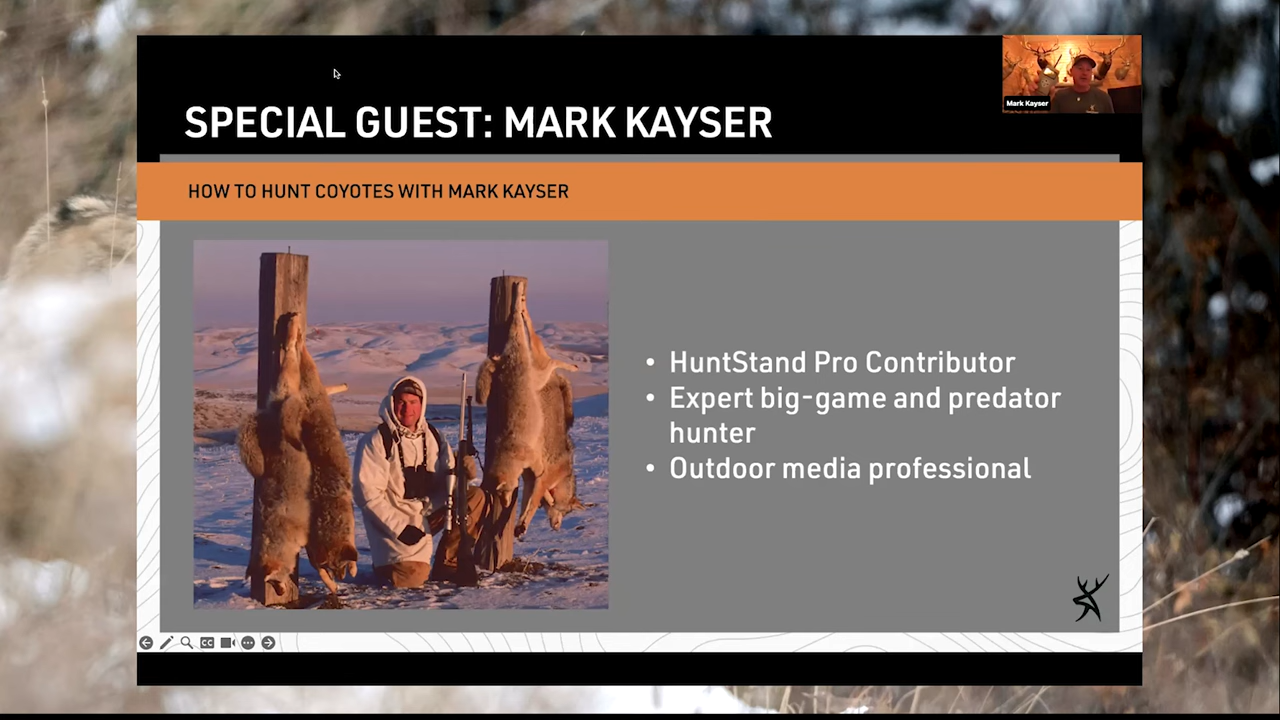 Mark Kayser
SPECIAL GUEST: MARK KAYSER
HOW TO HUNT COYOTES WITH MARK KAYSER
• HuntStand Pro Contributor
• Expert big-game and predator
hunter
• Outdoor media professional
CC